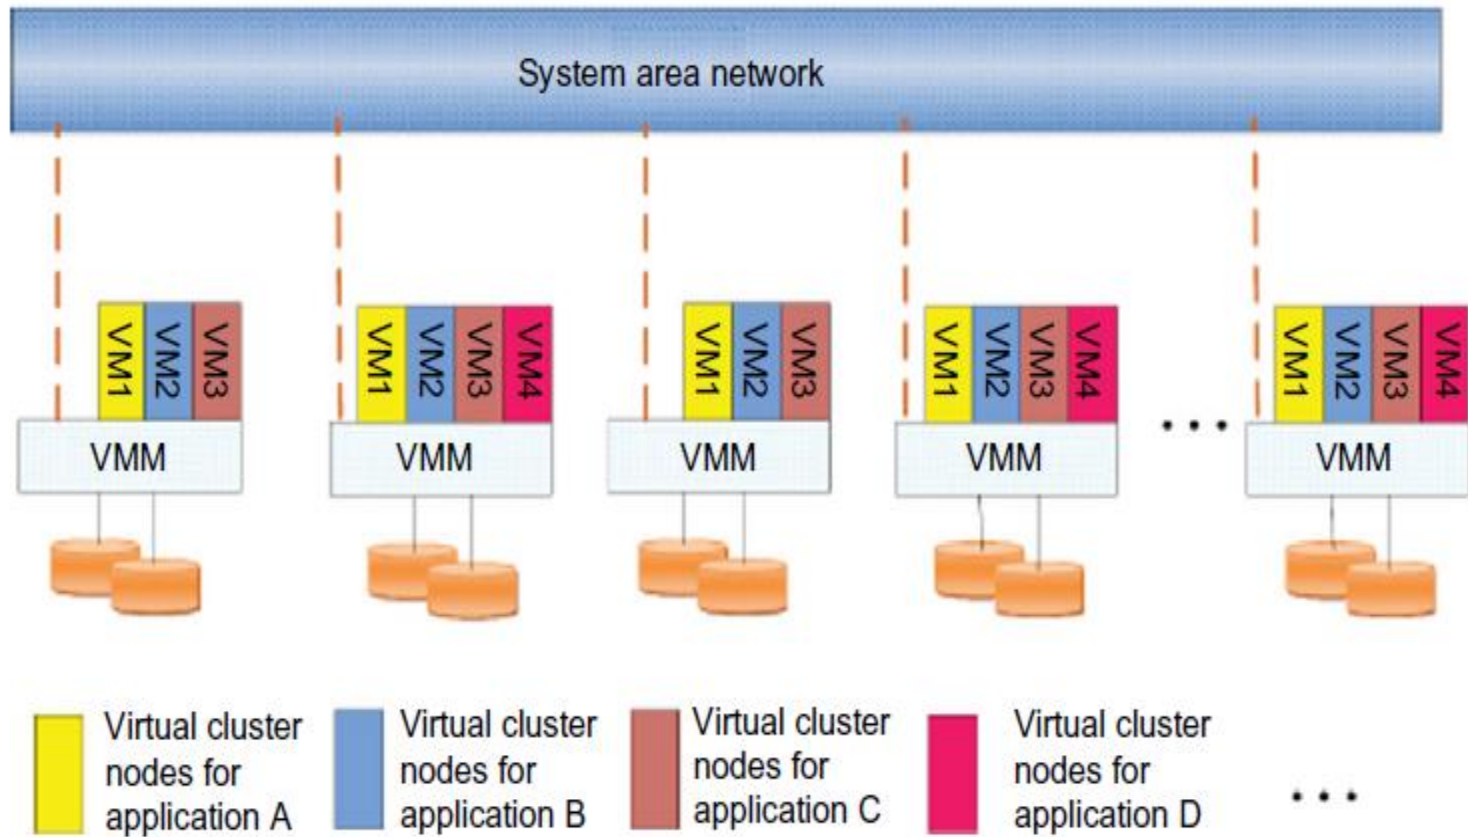 System area network
VM1 VM2 VM3
VM1 VM2 VM3 VM4
VM1 VM2 VM3
VM1 VM2 VM3 VM4
VM1 VM2 VM3 VM4
VMM
VMM
VMM
VMM
...
VMM
Virtual cluster
nodes for
application A
Virtual cluster
nodes for
application B
Virtual cluster
nodes for
application C
Virtual cluster
nodes for
application D
...